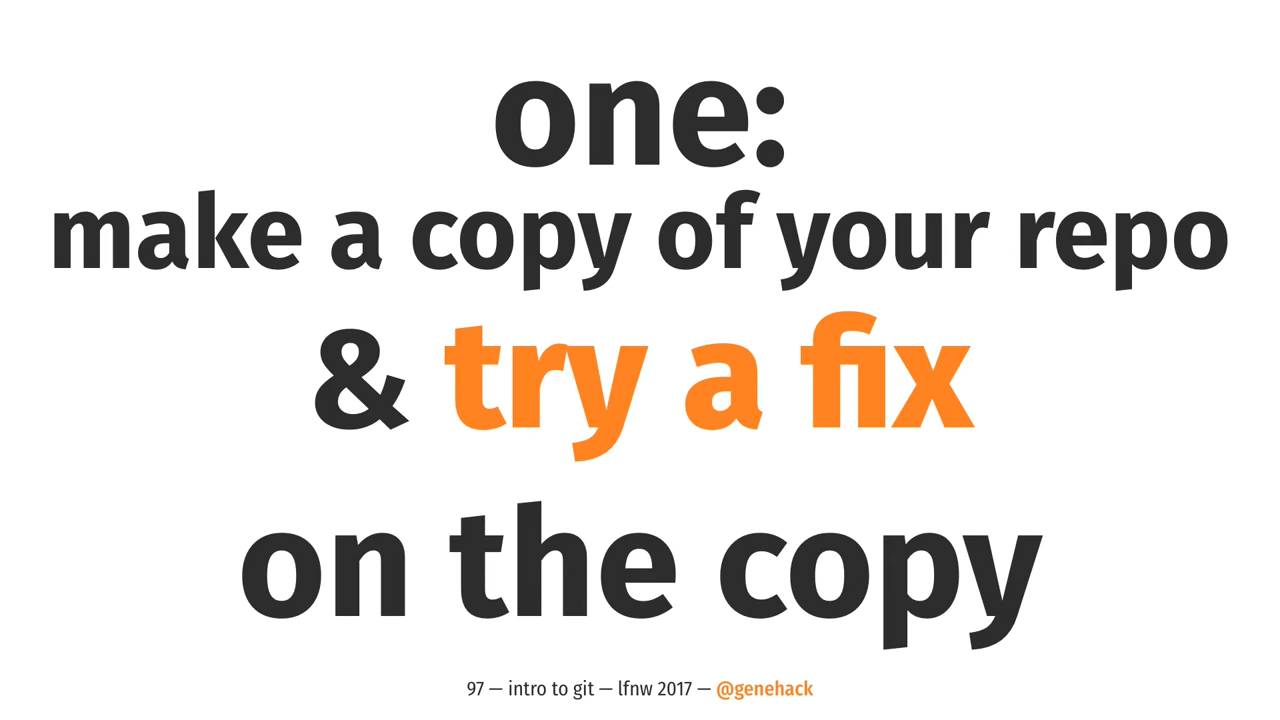 one:
make a copy of your repo
& try a fix
on the copy
97 — intro to git — lfnw 2017 — @genehack